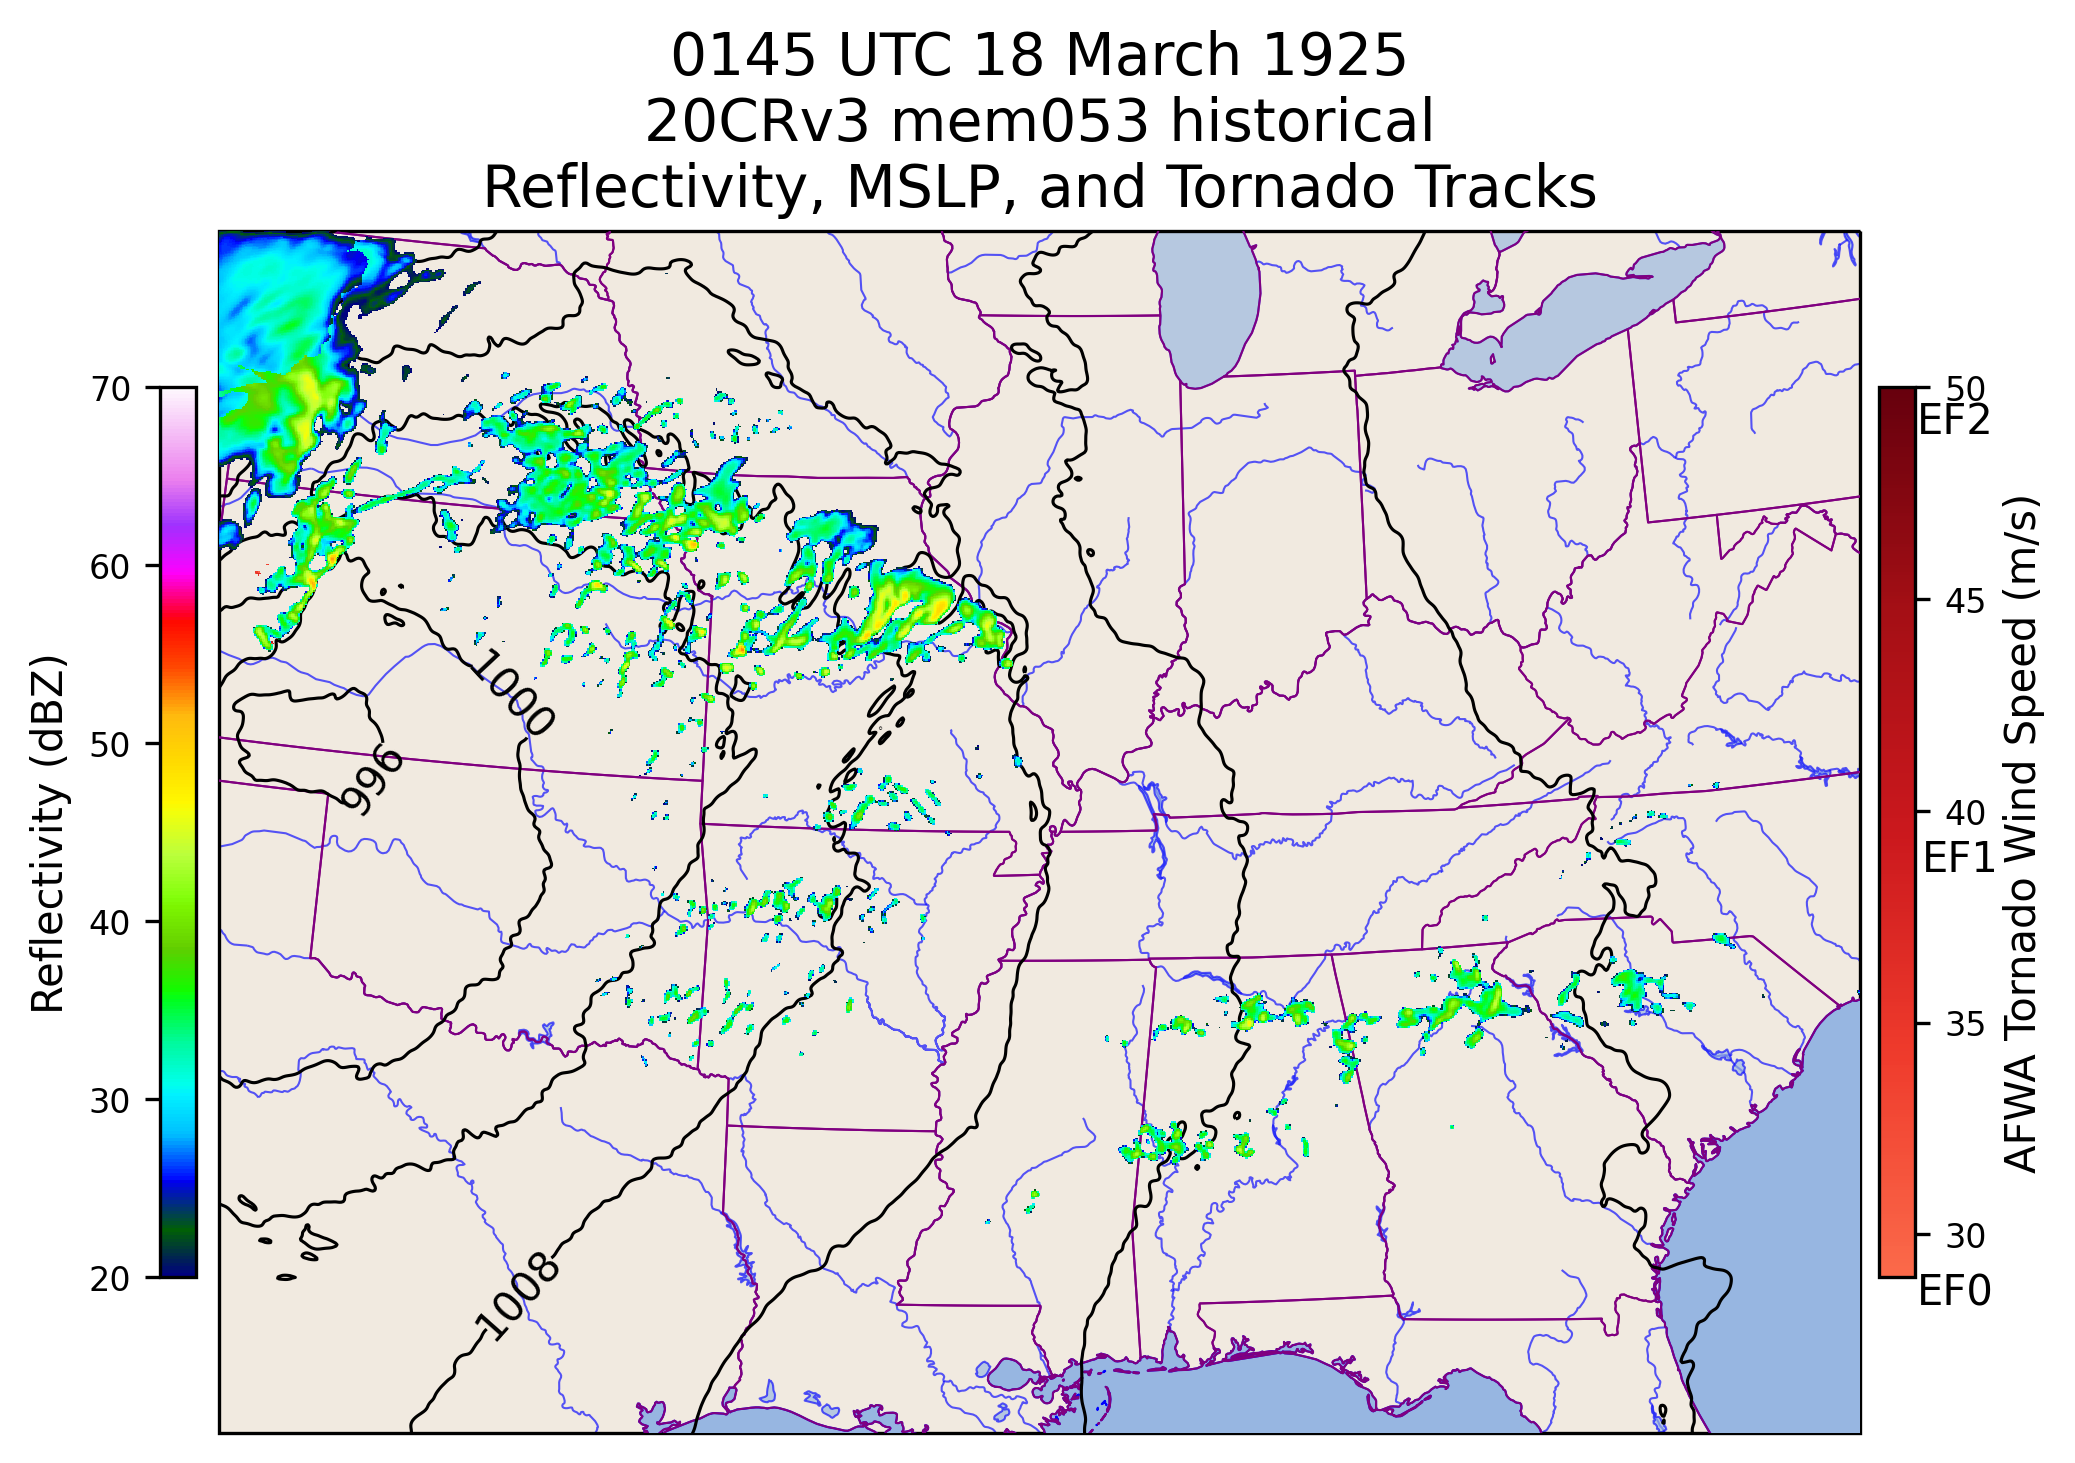 0145 UTC 18 March 1925
20CRv3 mem053 historical
Reflectivity, MSLP, and Tornado Tracks
Reflectivity (dBZ)
70
60
50
40
30
20
1000
996
1008
50
EF2
45
40
EF1
35
30
EF0
AFWA Tornado Wind Speed (m/s)